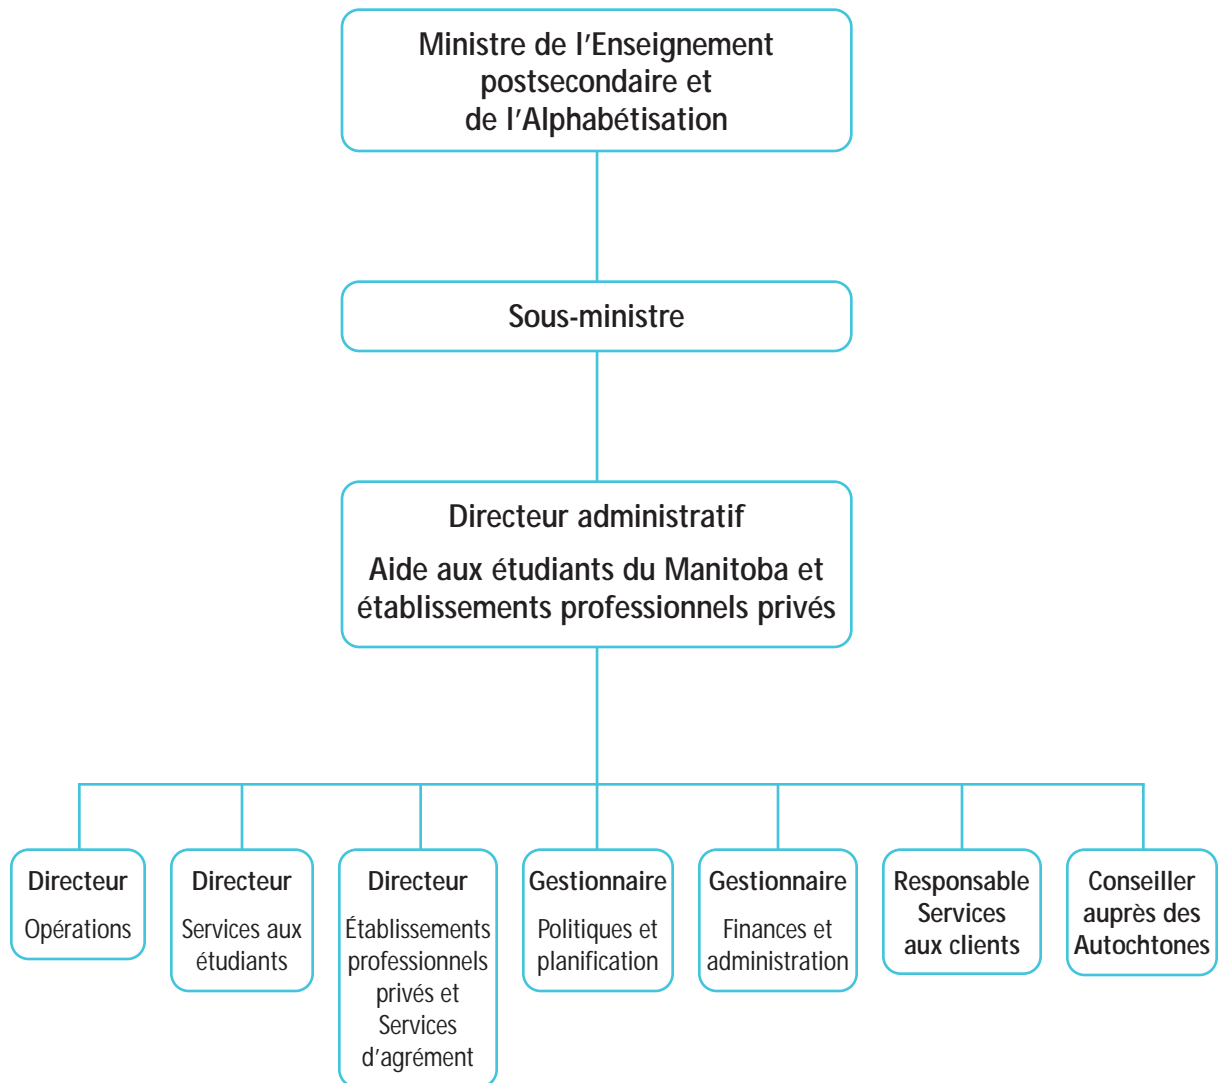 Ministre de l'Enseignement
postsecondaire et
de l'Alphabétisation
Sous-ministre
Directeur administratif
Aide aux étudiants du Manitoba et
établissements professionnels privés
Directeur
Opérations
Directeur
Services aux
étudiants
Directeur
Établissements
professionnels
privés et
Services
d'agrément
Gestionnaire
Politiques et
planification
Gestionnaire
Finances et
administration
Responsable
Services
aux clients
Conseiller
auprès des
Autochtones